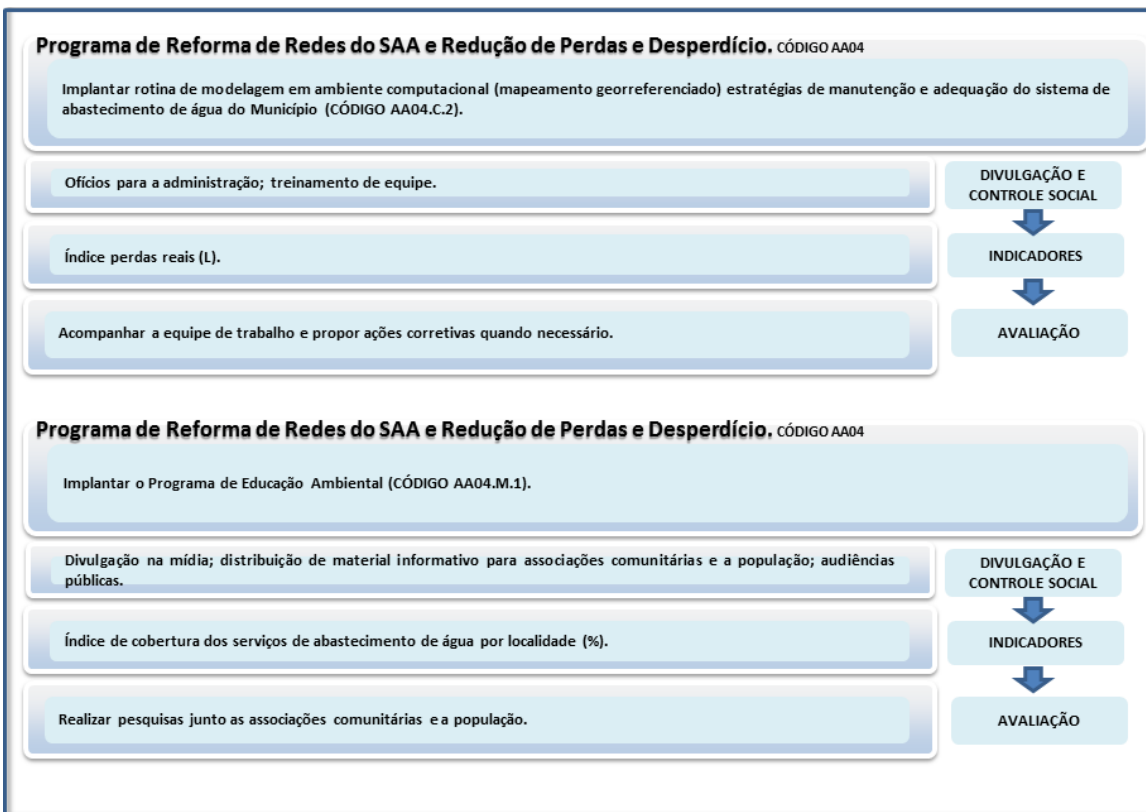 Programa de Reforma de Redes do SAA e Redução de Perdas e Desperdício. CÓDIGO AA04
Implantar rotina de modelagem em ambiente computacional (mapeamento georreferenciado) estratégias de manutenção e adequação do sistema de
abastecimento de água do Município (CÓDIGO AA04.C.2).
Ofícios para a administração; treinamento de equipe.
DIVULGAÇÃO E
CONTROLE SOCIAL
Índice perdas reais (L).
INDICADORES
Acompanhar a equipe de trabalho e propor ações corretivas quando necessário.
AVALIAÇÃO
Programa de Reforma de Redes do SAA e Redução de Perdas e Desperdício. CÓDIGO AA04
Implantar o Programa de Educação Ambiental (CÓDIGO AA04.M.1).
Divulgação na mídia; distribuição de material informativo para associações comunitárias e a população; audiências
públicas.
DIVULGAÇÃO E
CONTROLE SOCIAL
Índice de cobertura dos serviços de abastecimento de água por localidade (%).
INDICADORES
Realizar pesquisas junto as associações comunitárias e a população.
AVALIAÇÃO